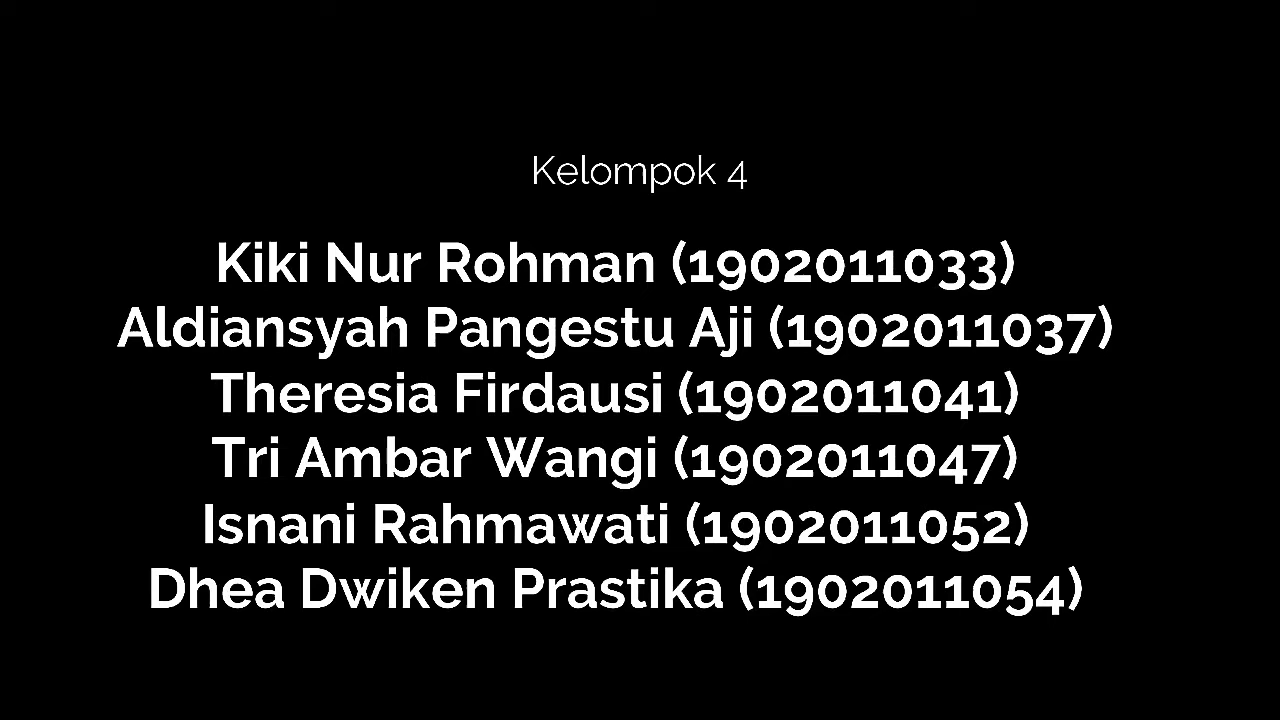 Kelompok 4
Kiki Nur Rohman (1902011033)
Aldiansyah Pangestu Aji (1902011037)
Theresia Firdausi (1902011041)
Tri Ambar Wangi (1902011047)
Isnani Rahmawati (1902011052)
Dhea Dwiken Prastika (1902011054)